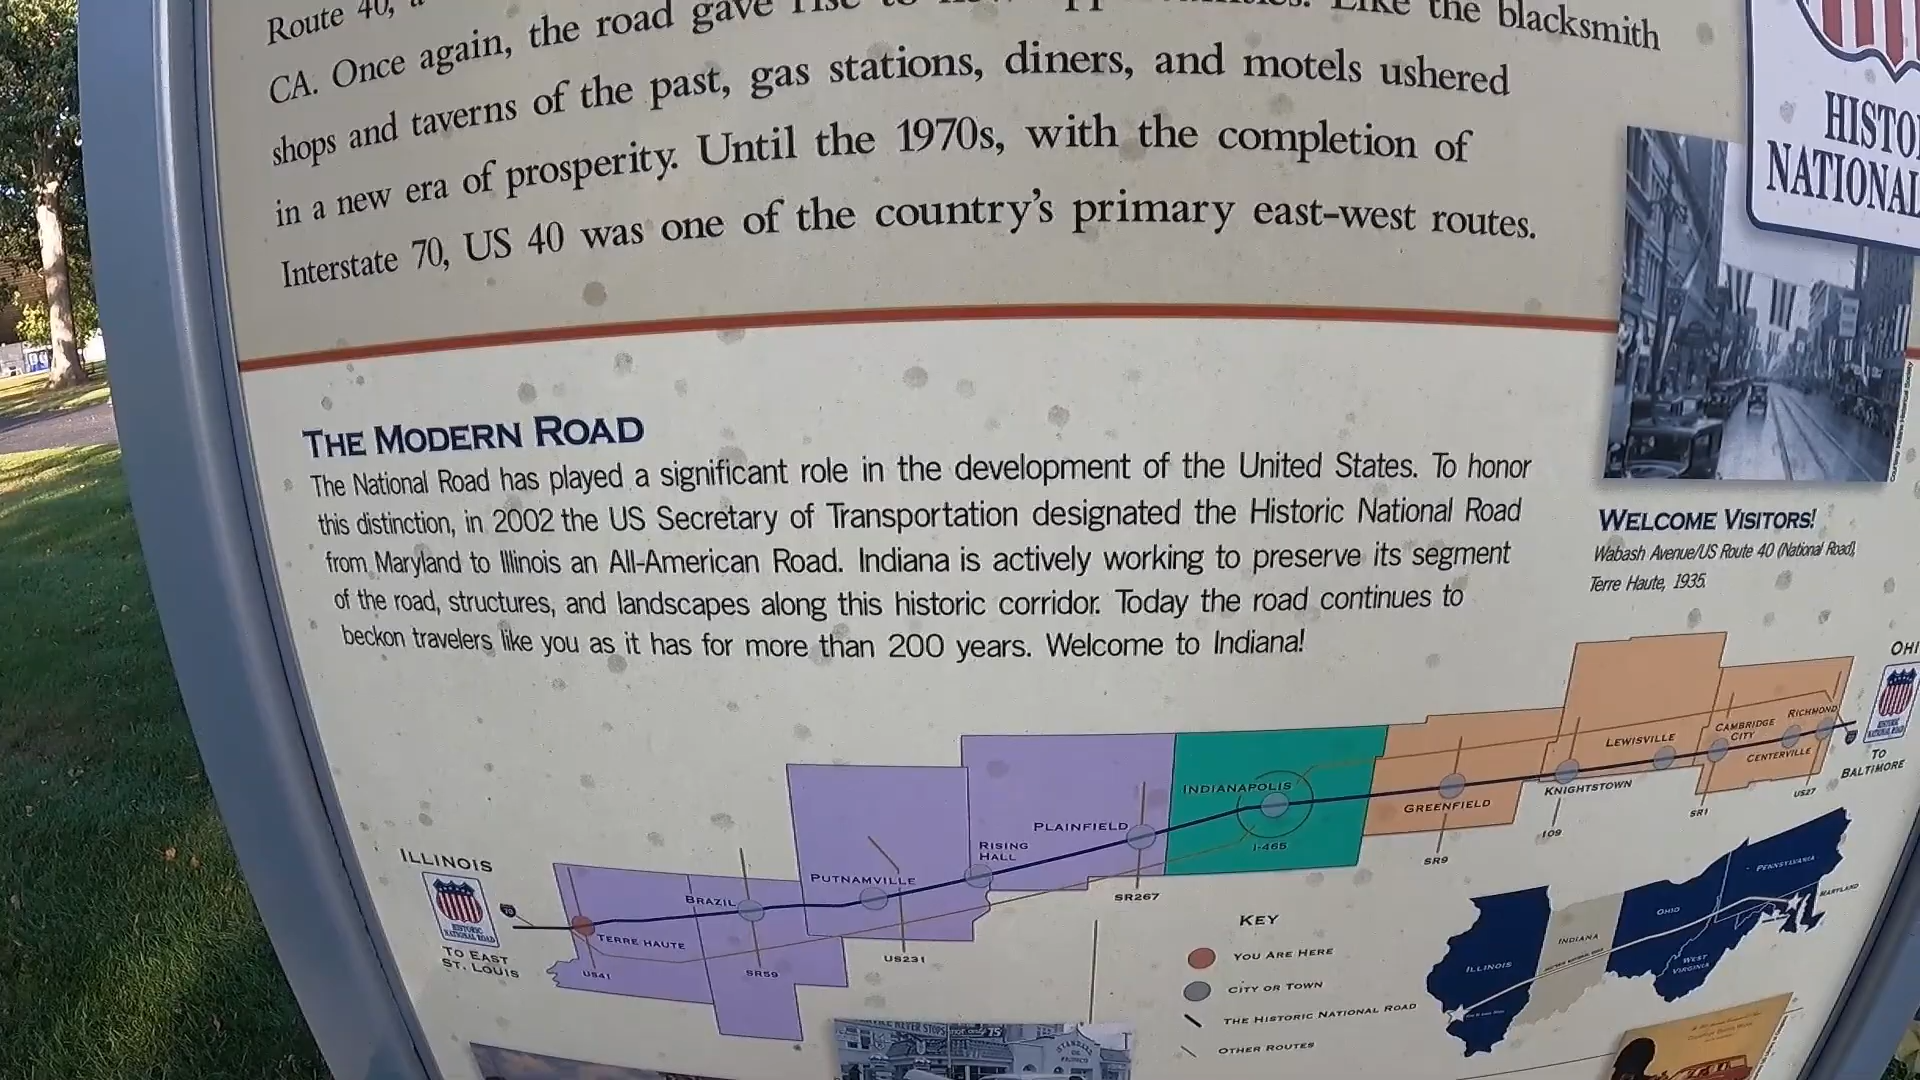 Route 40,
CA. Once again, the road gave rise to Like the blacksmith
shops and taverns of the past, gas stations, diners, and motels ushered
in a new era of prosperity. Until the 1970s, with the completion of
Interstate 70, US 40 was one of the country's primary east-west routes.
HISTO
NATIONAL
THE MODERN ROAD
The National Road has played a significant role in the development of the United States. To honor
this distinction, in 2002 the US Secretary of Transportation designated the Historic National Road
from Maryland to Illinois an All-American Road. Indiana is actively working to preserve its segment
of the road, structures, and landscapes along this historic corridor. Today the road continues to
beckon travelers like you as it has for more than 200 years. Welcome to Indiana!
WELCOME VISITORS!
Wabash Avenue/US Route 40 (National Road),
Terre Haute, 1935.
OHI
HISTORIC
NATIONAL ROAD
TO
BALTIMORE
RICHMOND
CAMBRIDGE
CITY
CENTERVILLE
US27
LEWISVILLE
SR1
KNIGHTSTOWN
109
GREENFIELD
SR9
INDIANAPOLIS
I-465
PLAINFIELD
SR267
RISING
HALL
PUTNAMVILLE
US231
BRAZIL
SR59
TERRE HAUTE
US41
ILLINOIS
70
HISTORIC
NATIONAL ROAD
TO EAST
ST. LOUIS
KEY
YOU ARE HERE
CITY OR TOWN
THE HISTORIC NATIONAL ROAD
OTHER ROUTES
PENNSYLVANIA
MARYLAND
OHIO
WEST
VIRGINIA
INDIANA
ILLINOIS
STANDARD